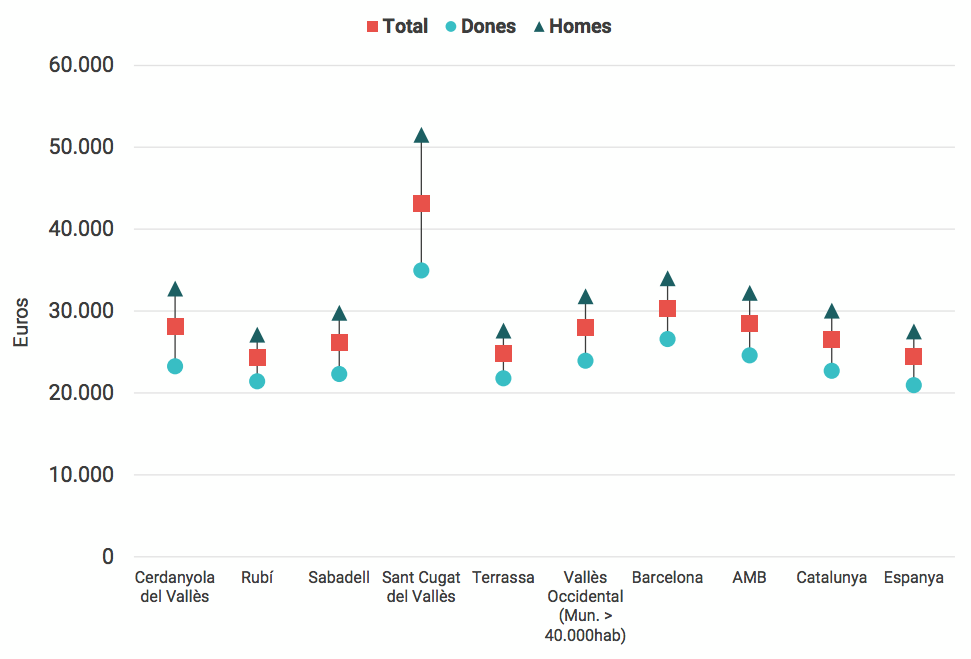 Total Dones Homes
60.000
50.000
40.000
30.000
20.000
10.000
0
Euros
Cerdanyola
del Vallès
Rubí
Sabadell
Sant Cugat
del Vallès
Terrassa
Vallès
Occidental
(Mun. >
40.000hab)
Barcelona
AMB
Catalunya
Espanya